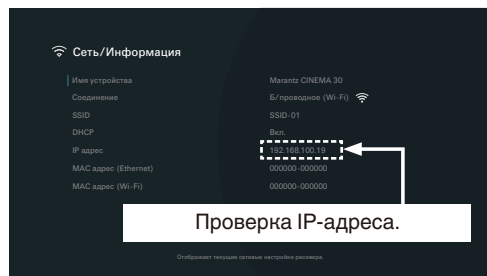 Сеть/Информация
Имя устройства Marantz CINEMA 30
Соединение Б/проводное (Wi-Fi)
SSID SSID-01
DHCP Вкл.
IP адрес 192.168.100.19
MAC адрес (Ethernet) 000000-000000
MAC адрес (Wi-Fi) 000000-000000
Проверка IP-адреса.
Отображает текущие сетевые настройки ресивера.